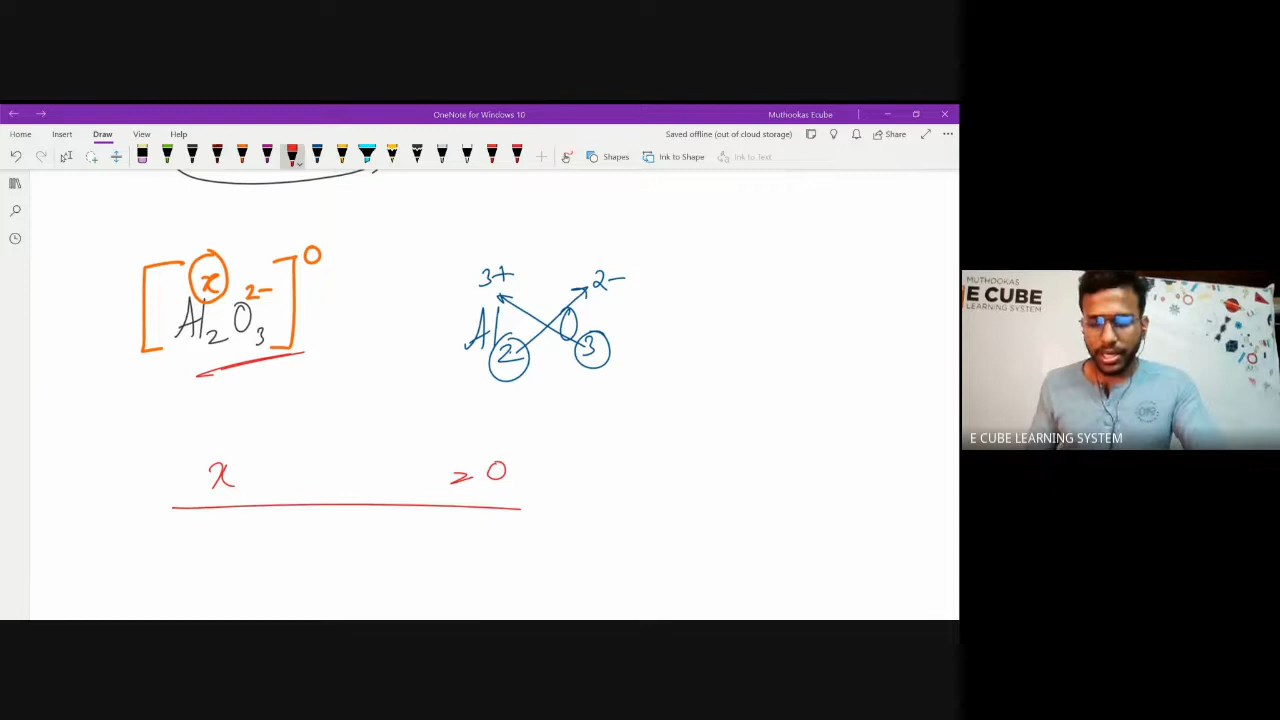 OneNote for Windows 10
Muthookas Ecube
Home Insert Draw View Help
Saved offline (out of cloud storage)
Share
Shapes
Ink to Shape
Ink to Text
[Al₂O₃]⁰
x 2-
3+ 2-
Al O
2 3
x = 0
MUTHOOKAS
E CUBE
LEARNING SYSTEM
E CUBE LEARNING SYSTEM